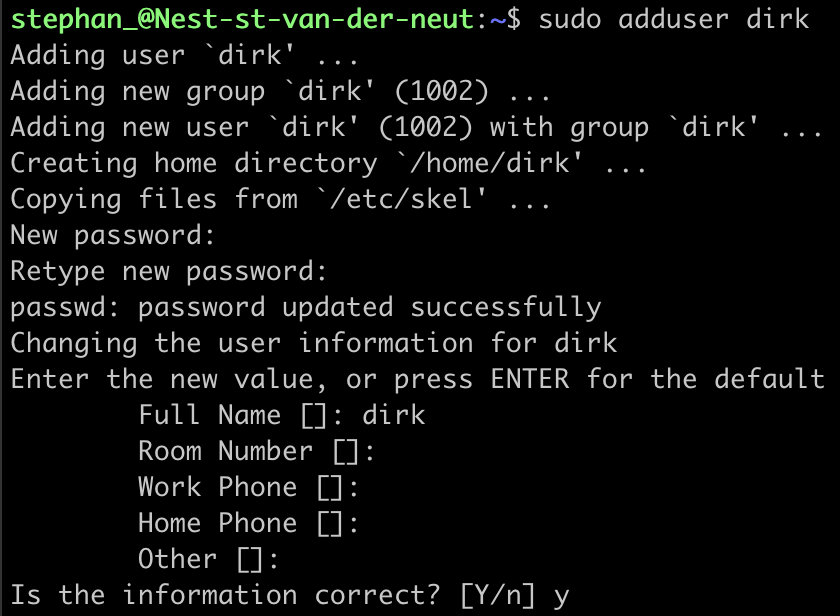 stephan_@Nest-st-van-der-neut:~$ sudo adduser dirk
Adding user `dirk' ...
Adding new group `dirk' (1002) ...
Adding new user `dirk' (1002) with group `dirk' ...
Creating home directory `/home/dirk' ...
Copying files from `/etc/skel' ...
New password:
Retype new password:
passwd: password updated successfully
Changing the user information for dirk
Enter the new value, or press ENTER for the default
Full Name []: dirk
Room Number []:
Work Phone []:
Home Phone []:
Other []:
Is the information correct? [Y/n] y